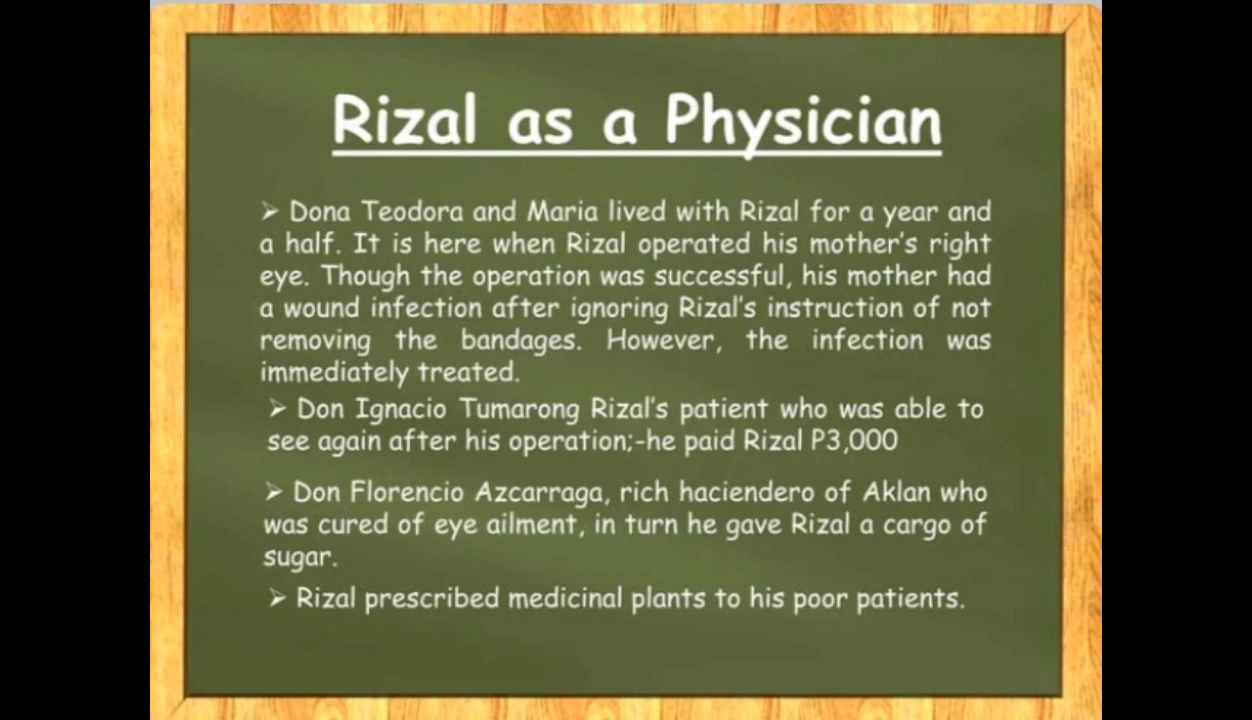 Rizal as a Physician
➢ Dona Teodora and Maria lived with Rizal for a year and
a half. It is here when Rizal operated his mother's right
eye. Though the operation was successful, his mother had
a wound infection after ignoring Rizal's instruction of not
removing the bandages. However, the infection was
immediately treated.
➢ Don Ignacio Tumarong Rizal's patient who was able to
see again after his operation;-he paid Rizal P3,000
➢ Don Florencio Azcarraga, rich haciendero of Aklan who
was cured of eye ailment, in turn he gave Rizal a cargo of
sugar.
➢ Rizal prescribed medicinal plants to his poor patients.